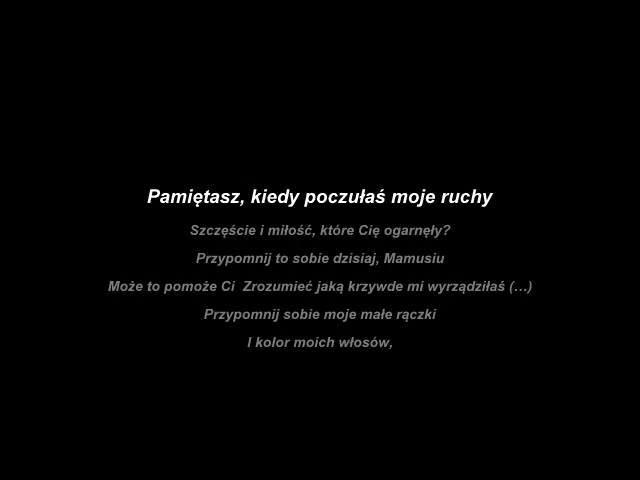 Pamiętasz, kiedy poczułaś moje ruchy
Szczęście i miłość, które Cię ogarnęły?
Przypomnij to sobie dzisiaj, Mamusiu
Może to pomoże Ci  Zrozumieć jaką krzywde mi wyrządziłaś (…)
Przypomnij sobie moje małe rączki
I kolor moich włosów,